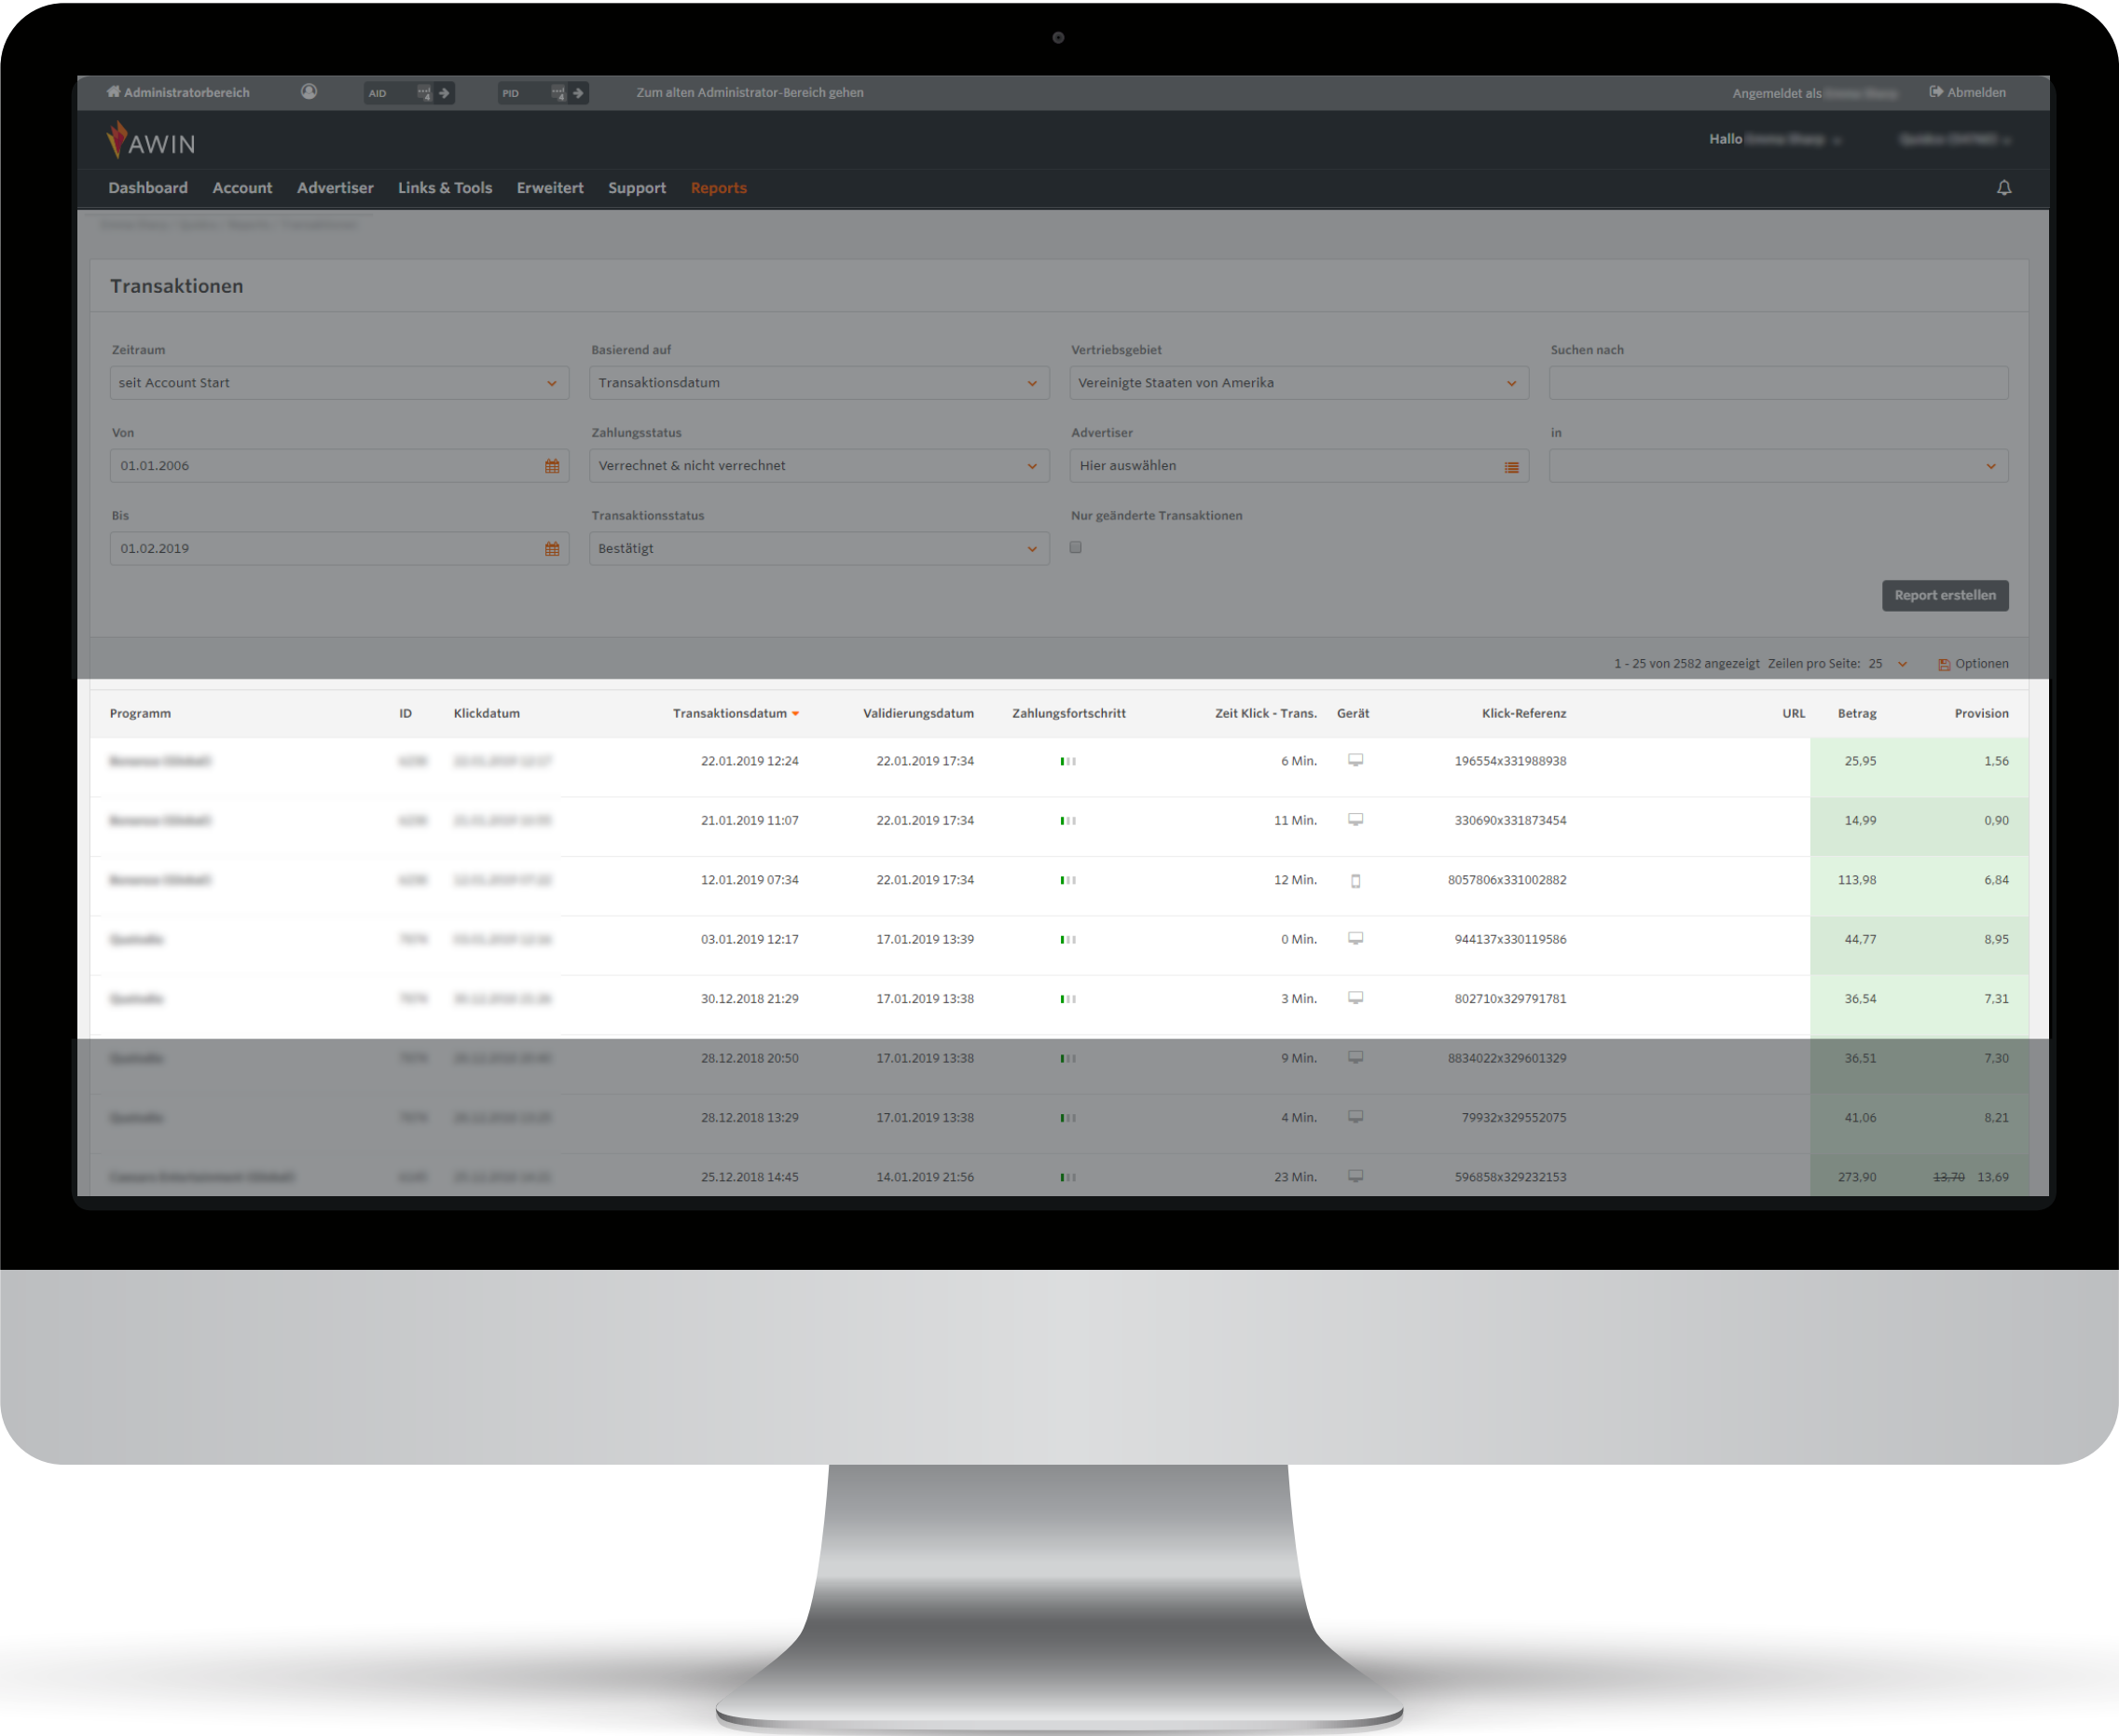 Administratorbereich AID PID Zum alten Administrator-Bereich gehen Angemeldet als Abmelden
AWIN Hallo
Dashboard Account Advertiser Links & Tools Erweitert Support Reports
Transaktionen
Zeitraum Basierend auf Vertriebsgebiet Suchen nach
seit Account Start Transaktionsdatum Vereinigte Staaten von Amerika
Von Zahlungsstatus Advertiser in
01.01.2006 Verrechnet & nicht verrechnet Hier auswählen
Bis Transaktionsstatus Nur geänderte Transaktionen
01.02.2019 Bestätigt
Report erstellen
1 - 25 von 2582 angezeigt Zeilen pro Seite: 25 Optionen
Programm ID Klickdatum Transaktionsdatum Validierungsdatum Zahlungsfortschritt Zeit Klick - Trans. Gerät Klick-Referenz URL Betrag Provision
22.01.2019 12:24 22.01.2019 17:34 6 Min. 196554x331988938 25,95 1,56
21.01.2019 11:07 22.01.2019 17:34 11 Min. 330690x331873454 14,99 0,90
12.01.2019 07:34 22.01.2019 17:34 12 Min. 8057806x331002882 113,98 6,84
03.01.2019 12:17 17.01.2019 13:39 0 Min. 944137x330119586 44,77 8,95
30.12.2018 21:29 17.01.2019 13:38 3 Min. 802710x329791781 36,54 7,31
28.12.2018 20:50 17.01.2019 13:38 9 Min. 8834022x329601329 36,51 7,30
28.12.2018 13:29 17.01.2019 13:38 4 Min. 79932x329552075 41,06 8,21
25.12.2018 14:45 14.01.2019 21:56 23 Min. 596858x329232153 273,90 13,70 13,69